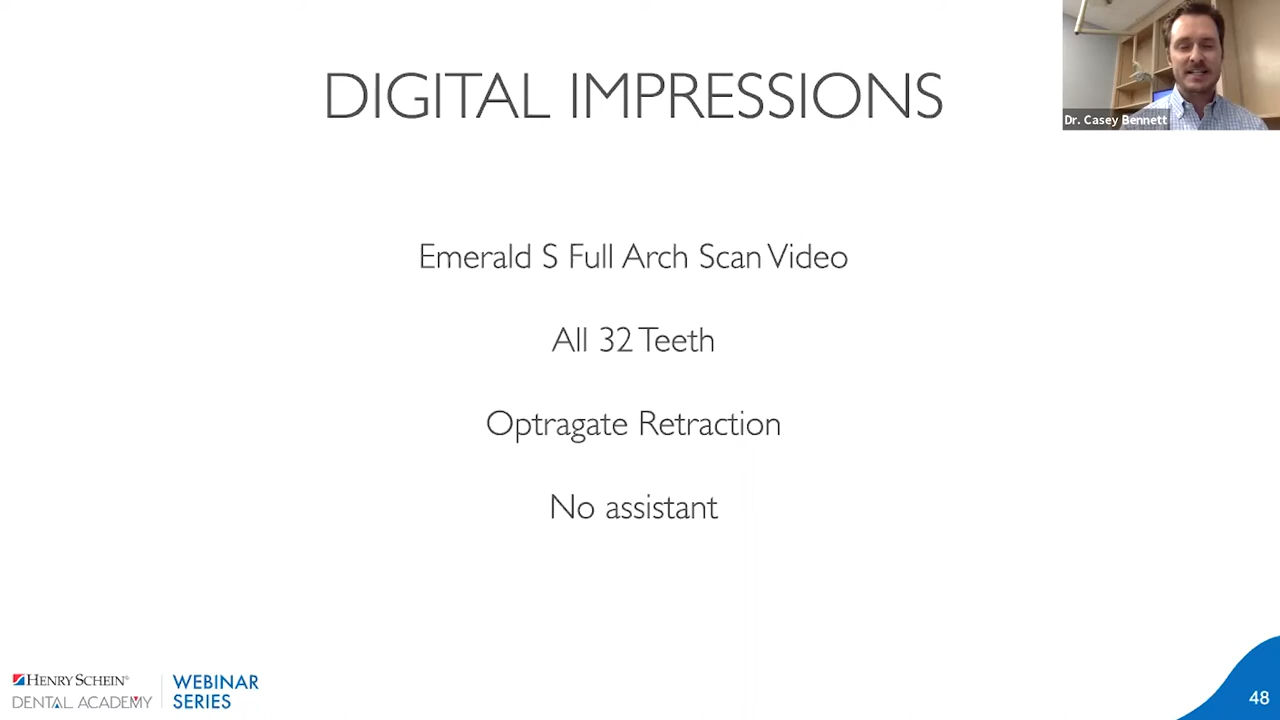 DIGITAL IMPRESSIONS
Dr. Casey Bennett
Emerald S Full Arch Scan Video
All 32 Teeth
Optragate Retraction
No assistant
HENRY SCHEIN®
DENTAL ACADEMY
WEBINAR
SERIES
48